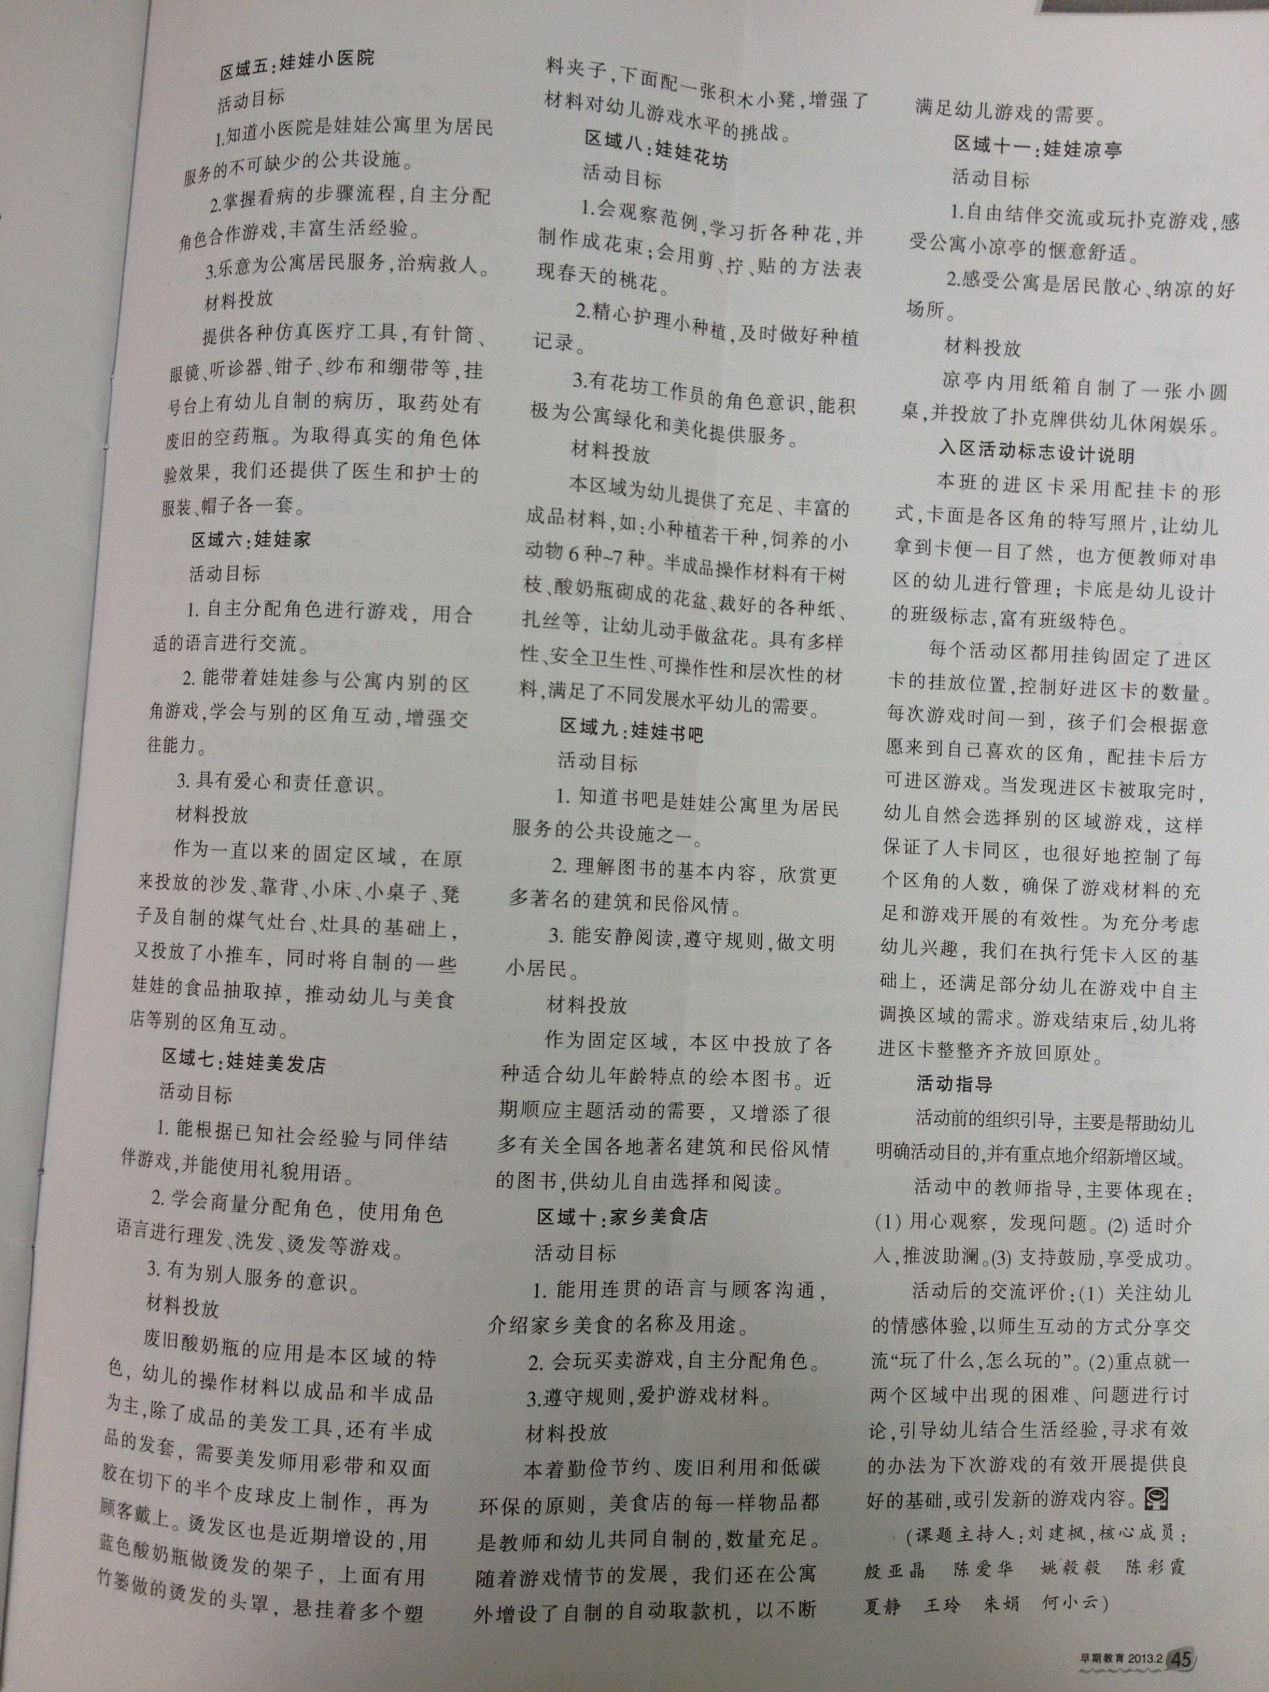 区域五:娃娃小医院
活动目标
1.知道小医院是娃娃公寓里为居民
服务的不可缺少的公共设施。
2.掌握看病的步骤流程,自主分配
角色合作游戏,丰富生活经验。
3.乐意为公寓居民服务,治病救人。
材料投放
提供各种仿真医疗工具,有针筒、
眼镜、听诊器、钳子、纱布和绷带等,挂
号台上有幼儿自制的病历，取药处有
废旧的空药瓶。为取得真实的角色体
验效果，我们还提供了医生和护士的
服装、帽子各一套。
区域六:娃娃家
活动目标
1. 自主分配角色进行游戏，用合
适的语言进行交流。
2. 能带着娃娃参与公寓内别的区
角游戏,学会与别的区角互动,增强交
往能力。
3. 具有爱心和责任意识。
材料投放
作为一直以来的固定区域，在原
来投放的沙发、靠背、小床、小桌子、凳
子及自制的煤气灶台、灶具的基础上，
又投放了小推车，同时将自制的一些
娃娃的食品抽取掉，推动幼儿与美食
店等别的区角互动。
区域七:娃娃美发店
活动目标
1. 能根据已知社会经验与同伴结
伴游戏,并能使用礼貌用语。
2. 学会商量分配角色，使用角色
语言进行理发、洗发、烫发等游戏。
3. 有为别人服务的意识。
材料投放
废旧酸奶瓶的应用是本区域的特
色，幼儿的操作材料以成品和半成品
为主,除了成品的美发工具,还有半成
品的发套，需要美发师用彩带和双面
胶在切下的半个皮球皮上制作，再为
顾客戴上。烫发区也是近期增设的,用
蓝色酸奶瓶做烫发的架子，上面有用
竹篓做的烫发的头罩，悬挂着多个塑
料夹子,下面配一张积木小凳,增强了
材料对幼儿游戏水平的挑战。
区域八:娃娃花坊
活动目标
1.会观察范例,学习折各种花,并
制作成花束;会用剪、拧、贴的方法表
现春天的桃花。
2.精心护理小种植,及时做好种植
记录。
3.有花坊工作员的角色意识,能积
极为公寓绿化和美化提供服务。
材料投放
本区域为幼儿提供了充足、丰富的
成品材料,如:小种植若干种,饲养的小
动物 6 种~7 种。半成品操作材料有干树
枝、酸奶瓶砌成的花盆、裁好的各种纸、
扎丝等，让幼儿动手做盆花。具有多样
性、安全卫生性、可操作性和层次性的材
料,满足了不同发展水平幼儿的需要。
区域九:娃娃书吧
活动目标
1. 知道书吧是娃娃公寓里为居民
服务的公共设施之一。
2. 理解图书的基本内容，欣赏更
多著名的建筑和民俗风情。
3. 能安静阅读,遵守规则,做文明
小居民。
材料投放
作为固定区域，本区中投放了各
种适合幼儿年龄特点的绘本图书。近
期顺应主题活动的需要，又增添了很
多有关全国各地著名建筑和民俗风情
的图书,供幼儿自由选择和阅读。
区域十:家乡美食店
活动目标
1. 能用连贯的语言与顾客沟通，
介绍家乡美食的名称及用途。
2. 会玩买卖游戏,自主分配角色。
3.遵守规则,爱护游戏材料。
材料投放
本着勤俭节约、废旧利用和低碳
环保的原则，美食店的每一样物品都
是教师和幼儿共同自制的,数量充足。
随着游戏情节的发展，我们还在公寓
外增设了自制的自动取款机，以不断
满足幼儿游戏的需要。
区域十一:娃娃凉亭
活动目标
1.自由结伴交流或玩扑克游戏,感
受公寓小凉亭的惬意舒适。
2.感受公寓是居民散心、纳凉的好
场所。
材料投放
凉亭内用纸箱自制了一张小圆
桌,并投放了扑克牌供幼儿休闲娱乐。
入区活动标志设计说明
本班的进区卡采用配挂卡的形
式,卡面是各区角的特写照片,让幼儿
拿到卡便一目了然，也方便教师对串
区的幼儿进行管理；卡底是幼儿设计
的班级标志,富有班级特色。
每个活动区都用挂钩固定了进区
卡的挂放位置,控制好进区卡的数量。
每次游戏时间一到，孩子们会根据意
愿来到自己喜欢的区角，配挂卡后方
可进区游戏。当发现进区卡被取完时,
幼儿自然会选择别的区域游戏，这样
保证了人卡同区，也很好地控制了每
个区角的人数，确保了游戏材料的充
足和游戏开展的有效性。为充分考虑
幼儿兴趣，我们在执行凭卡入区的基
础上，还满足部分幼儿在游戏中自主
调换区域的需求。游戏结束后,幼儿将
进区卡整整齐齐放回原处。
活动指导
活动前的组织引导，主要是帮助幼儿
明确活动目的,并有重点地介绍新增区域。
活动中的教师指导,主要体现在:
(1) 用心观察，发现问题。(2) 适时介
入,推波助澜。(3) 支持鼓励,享受成功。
活动后的交流评价:(1) 关注幼儿
的情感体验,以师生互动的方式分享交
流“玩了什么,怎么玩的”。(2)重点就一
两个区域中出现的困难、问题进行讨
论,引导幼儿结合生活经验,寻求有效
的办法为下次游戏的有效开展提供良
好的基础,或引发新的游戏内容。
(课题主持人:刘建枫,核心成员:
殷亚晶 陈爱华 姚毅毅 陈彩霞
夏静 王玲 朱娟 何小云)
早期教育 2013.2 45